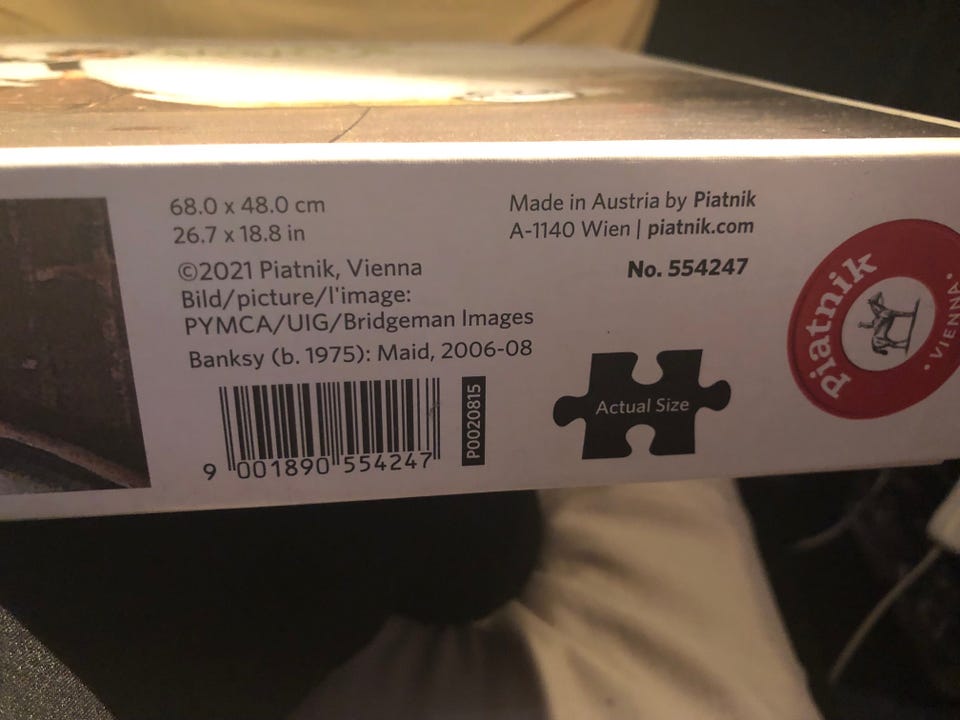 68.0 x 48.0 cm
26.7 x 18.8 in
©2021 Piatnik, Vienna
Bild/picture/l'image:
PYMCA/UIG/Bridgeman Images
Banksy (b. 1975): Maid, 2006-08
9 001890 554247
P0020815
Made in Austria by Piatnik
A-1140 Wien | piatnik.com
No. 554247
Actual Size
Piatnik
• VIENNA •